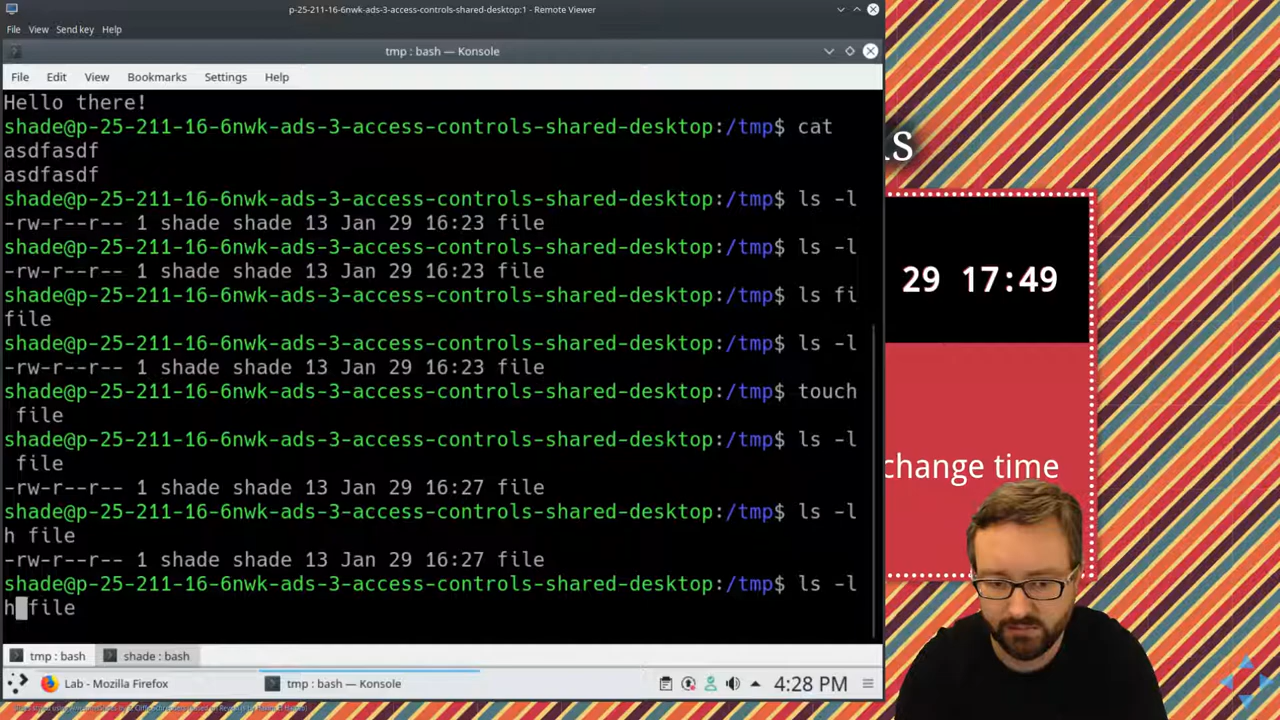 p-25-211-16-6nwk-ads-3-access-controls-shared-desktop:1 - Remote Viewer
File View Send key Help
tmp : bash — Konsole
File Edit View Bookmarks Settings Help
Hello there!
shade@p-25-211-16-6nwk-ads-3-access-controls-shared-desktop:/tmp$ cat
asdfasdf
asdfasdf
shade@p-25-211-16-6nwk-ads-3-access-controls-shared-desktop:/tmp$ ls -l
-rw-r--r-- 1 shade shade 13 Jan 29 16:23 file
shade@p-25-211-16-6nwk-ads-3-access-controls-shared-desktop:/tmp$ ls -l
-rw-r--r-- 1 shade shade 13 Jan 29 16:23 file
shade@p-25-211-16-6nwk-ads-3-access-controls-shared-desktop:/tmp$ ls fi
file
shade@p-25-211-16-6nwk-ads-3-access-controls-shared-desktop:/tmp$ ls -l
-rw-r--r-- 1 shade shade 13 Jan 29 16:23 file
shade@p-25-211-16-6nwk-ads-3-access-controls-shared-desktop:/tmp$ touch
file
shade@p-25-211-16-6nwk-ads-3-access-controls-shared-desktop:/tmp$ ls -l
file
-rw-r--r-- 1 shade shade 13 Jan 29 16:27 file
shade@p-25-211-16-6nwk-ads-3-access-controls-shared-desktop:/tmp$ ls -l
h file
-rw-r--r-- 1 shade shade 13 Jan 29 16:27 file
shade@p-25-211-16-6nwk-ads-3-access-controls-shared-desktop:/tmp$ ls -l
h file
tmp : bash shade : bash
Lab - Mozilla Firefox tmp : bash — Konsole 4:28 PM
29 17:49
change time